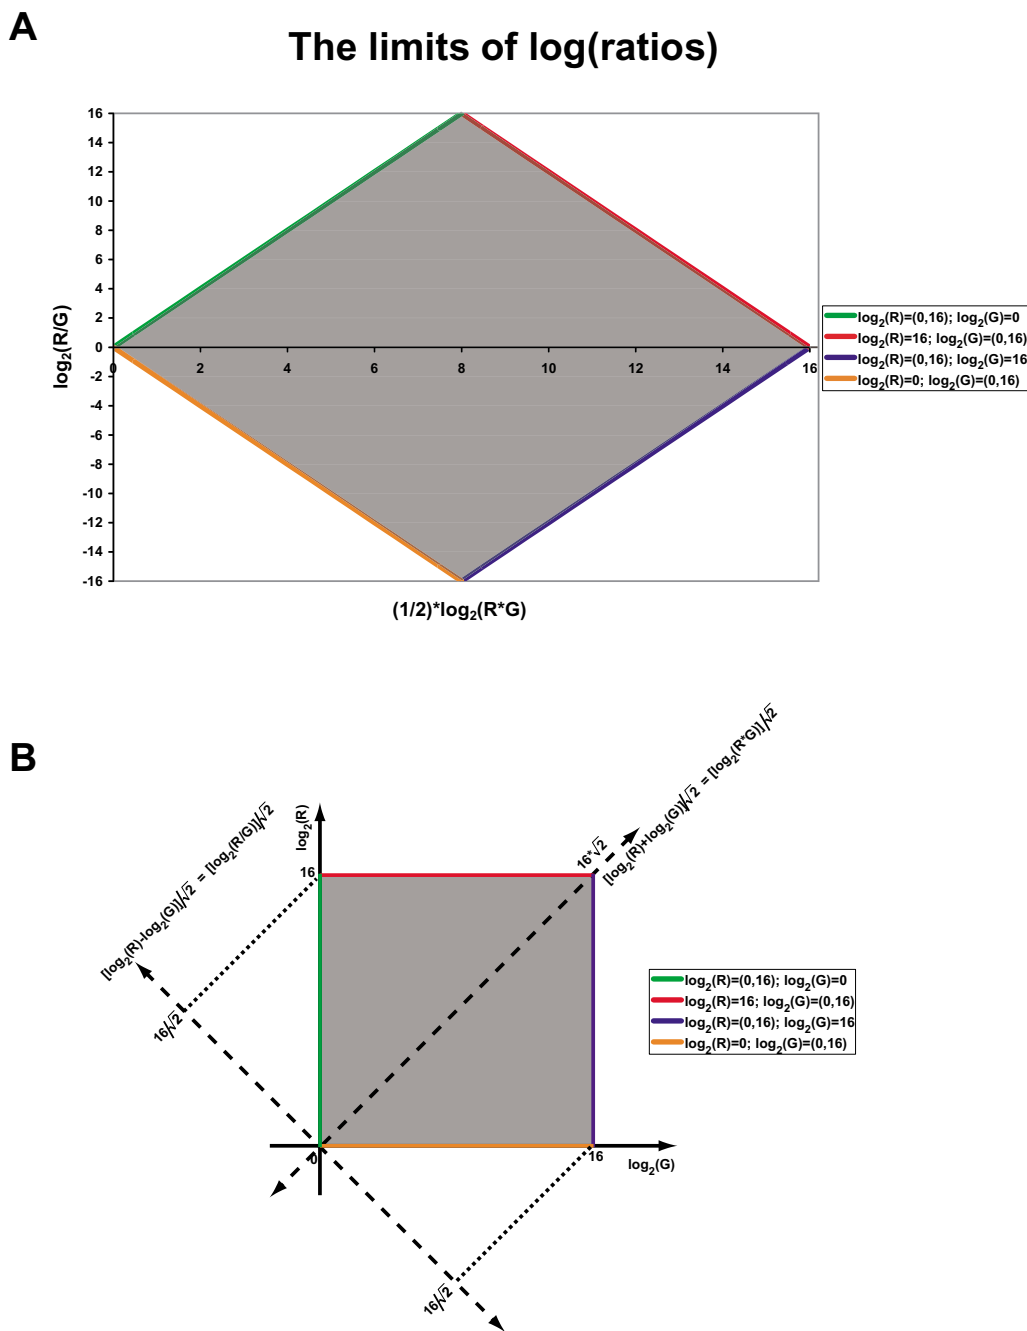 A
The limits of log(ratios)
16
14
12
10
8
6
4
2
0
-2
-4
-6
-8
-10
-12
-14
-16
log₂(R/G)
0 2 4 6 8 10 12 14 16
(1/2)*log₂(R*G)
log₂(R)=(0,16); log₂(G)=0
log₂(R)=16; log₂(G)=(0,16)
log₂(R)=(0,16); log₂(G)=16
log₂(R)=0; log₂(G)=(0,16)
B
[log₂(R)-log₂(G)]/√2 = [log₂(R/G)]/√2
log₂(R)
16
16*√2
[log₂(R)+log₂(G)]/√2 = [log₂(R*G)]/√2
16/√2
log₂(R)=(0,16); log₂(G)=0
log₂(R)=16; log₂(G)=(0,16)
log₂(R)=(0,16); log₂(G)=16
log₂(R)=0; log₂(G)=(0,16)
0
16
log₂(G)
16/√2